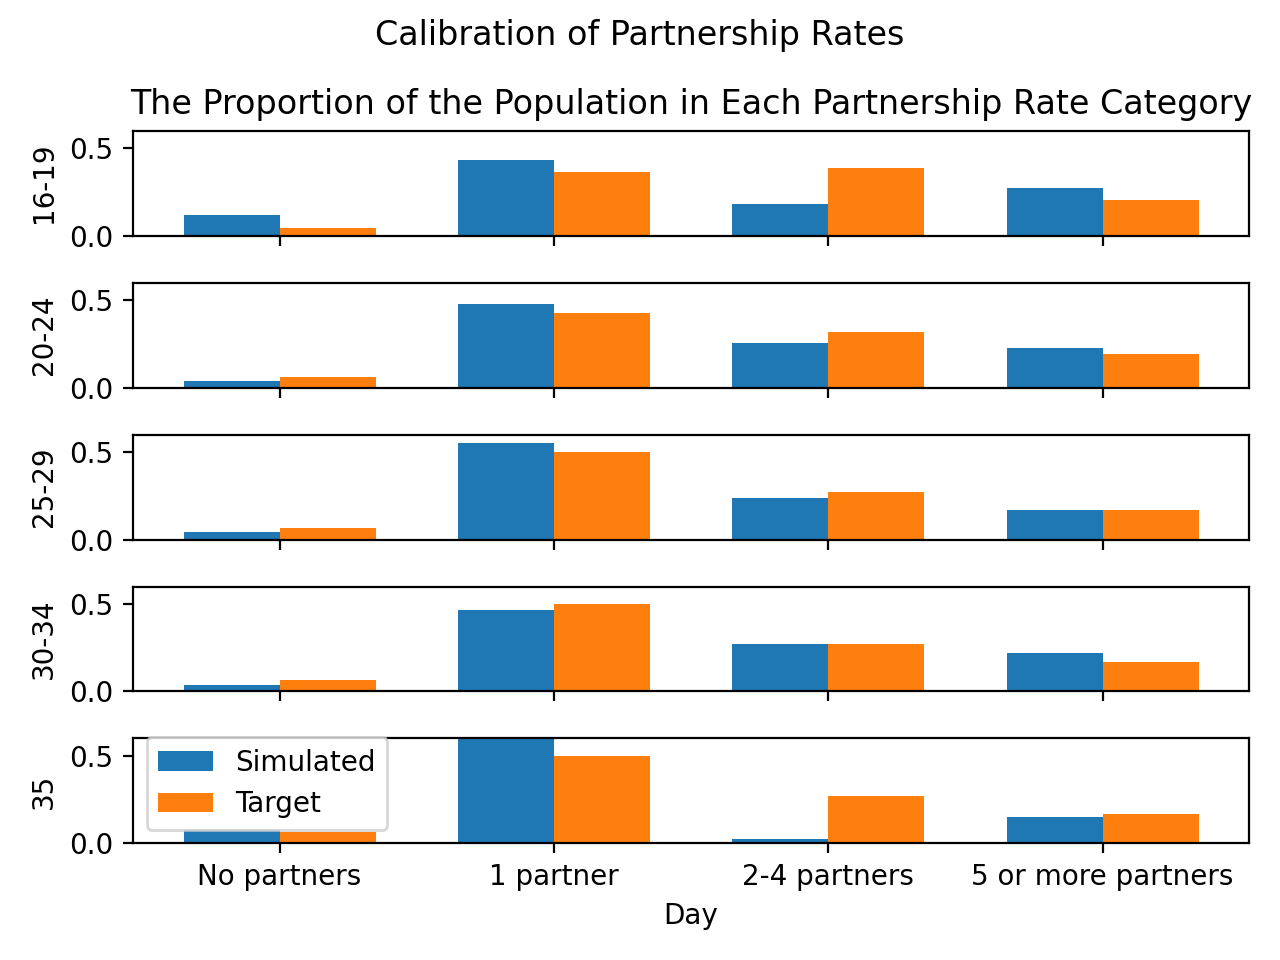 Calibration of Partnership Rates
The Proportion of the Population in Each Partnership Rate Category
0.5
16-19
0.0
0.5
20-24
0.0
0.5
25-29
0.0
0.5
30-34
0.0
0.5
35
0.0
Simulated
Target
No partners
1 partner
2-4 partners
5 or more partners
Day